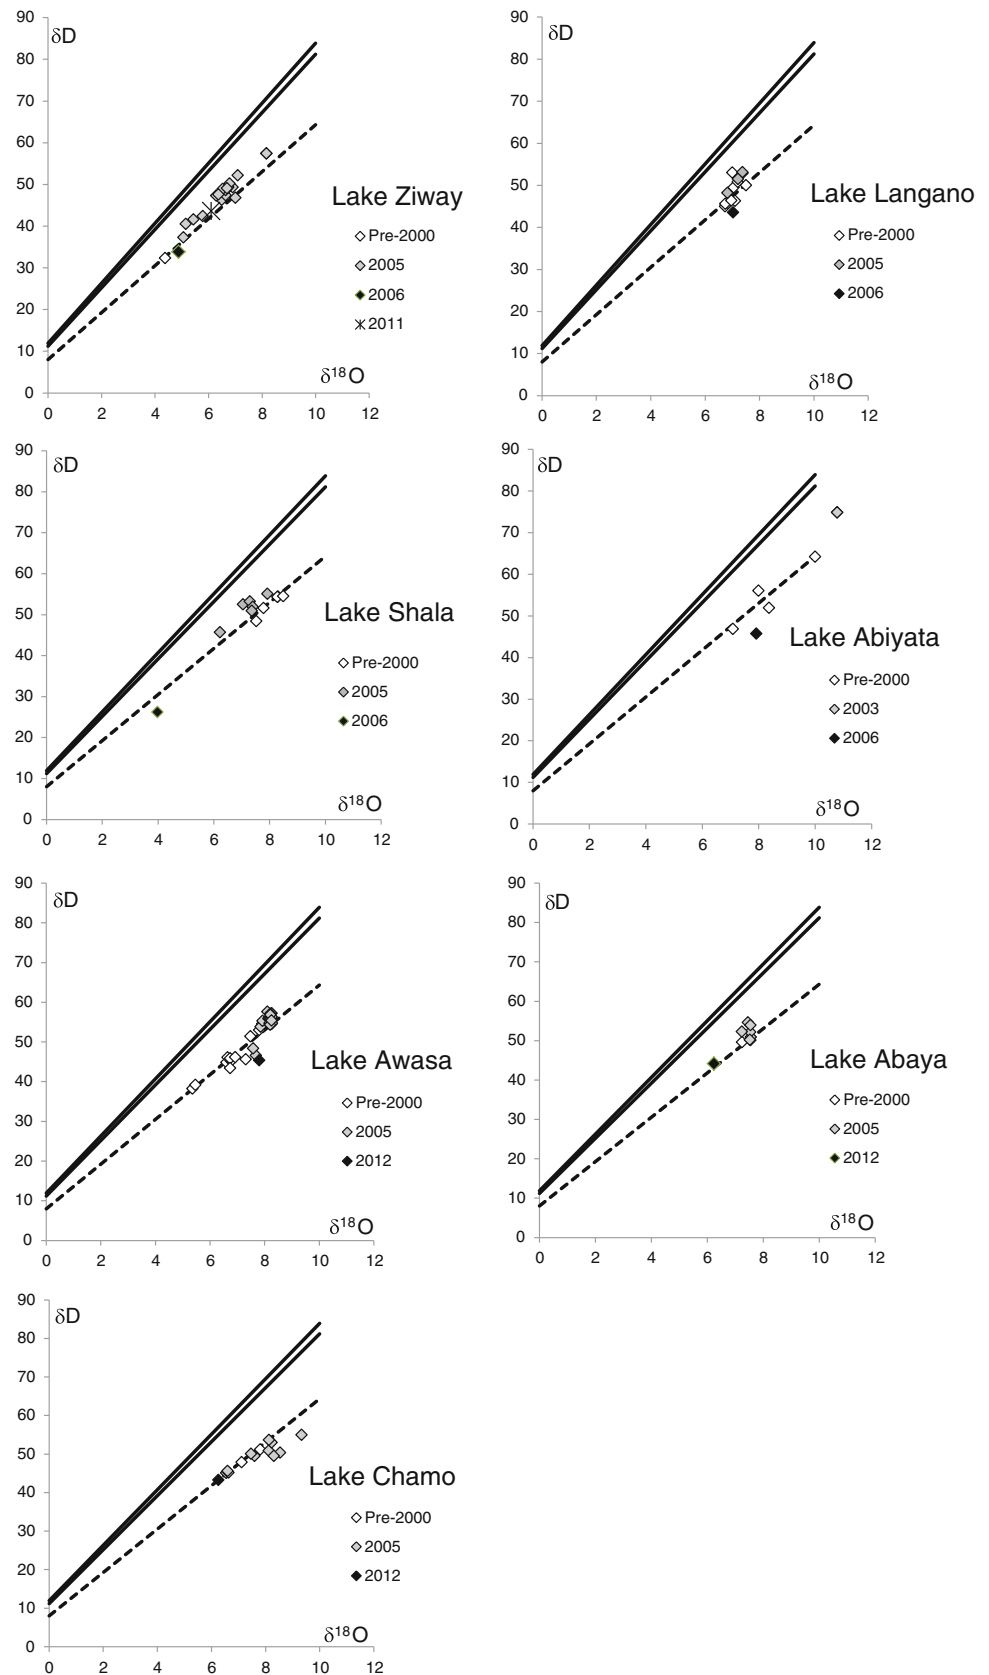 90
δD
80
70
60
50
40
30
20
10
0
0 2 4 6 8 10 12
δ18O
Lake Ziway
Pre-2000
2005
2006
2011
90
δD
80
70
60
50
40
30
20
10
0
0 2 4 6 8 10 12
δ18O
Lake Langano
Pre-2000
2005
2006
90
δD
80
70
60
50
40
30
20
10
0
0 2 4 6 8 10 12
δ18O
Lake Shala
Pre-2000
2005
2006
90
δD
80
70
60
50
40
30
20
10
0
0 2 4 6 8 10 12
δ18O
Lake Abiyata
Pre-2000
2003
2006
90
δD
80
70
60
50
40
30
20
10
0
0 2 4 6 8 10 12
δ18O
Lake Awasa
Pre-2000
2005
2012
90
δD
80
70
60
50
40
30
20
10
0
0 2 4 6 8 10 12
δ18O
Lake Abaya
Pre-2000
2005
2012
90
δD
80
70
60
50
40
30
20
10
0
0 2 4 6 8 10 12
δ18O
Lake Chamo
Pre-2000
2005
2012